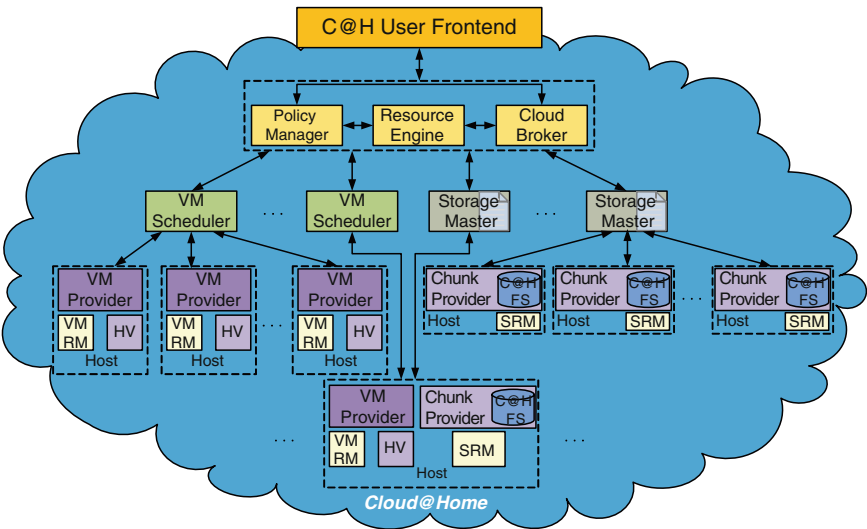 C@H User Frontend
Policy
Manager
Resource
Engine
Cloud
Broker
VM
Scheduler
. . .
VM
Scheduler
Storage
Master
. . .
Storage
Master
VM
Provider
VM
RM
HV
Host
VM
Provider
VM
RM
HV
Host
. . .
VM
Provider
VM
RM
HV
Host
Chunk
Provider
C@H
FS
Host
SRM
Chunk
Provider
C@H
FS
Host
SRM
. . .
Chunk
Provider
C@H
FS
Host
SRM
. . .
VM
Provider
VM
RM
HV
Chunk
Provider
C@H
FS
SRM
Host
. . .
Cloud@Home